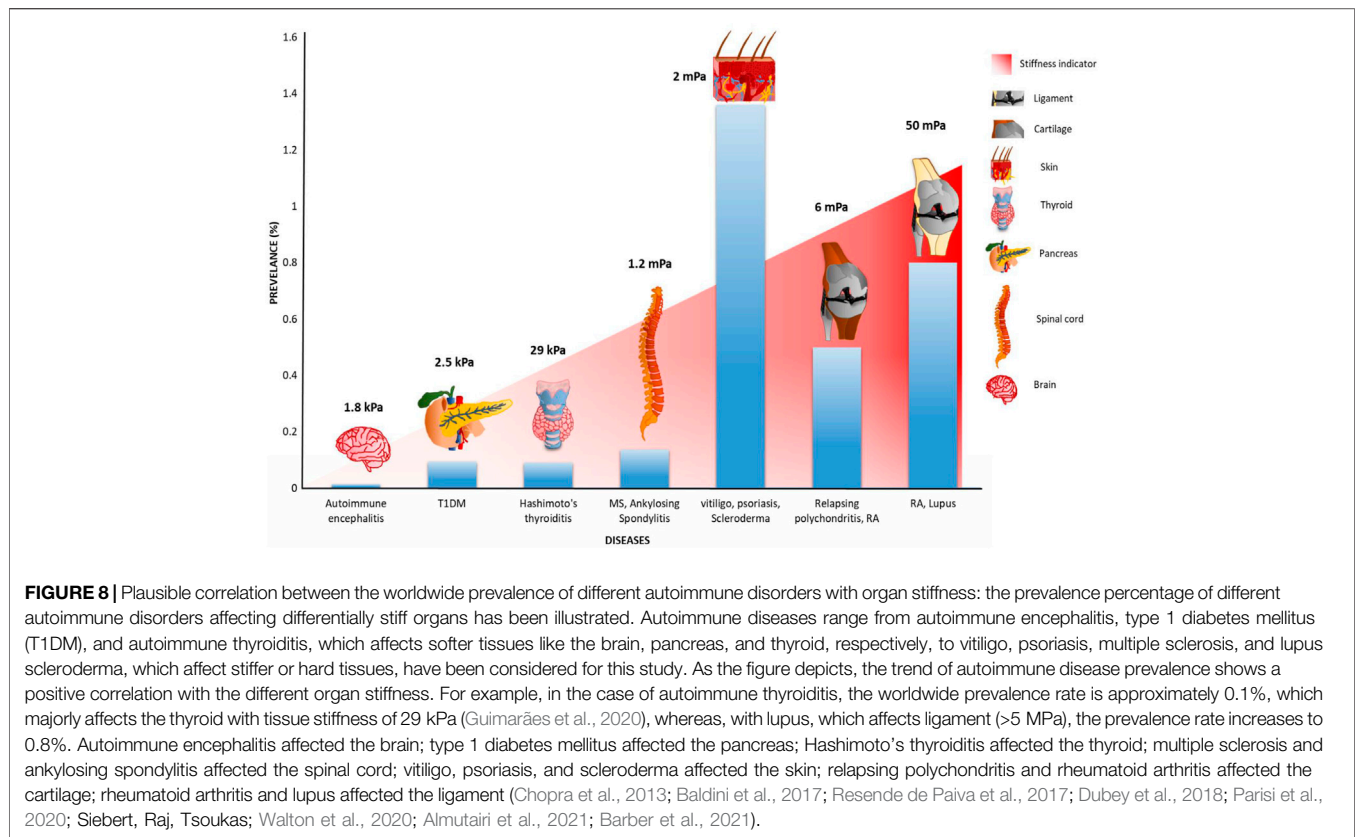 1.6
1.4
1.2
1
0.8
0.6
0.4
0.2
0
PREVELANCE (%)
1.8 kPa
2.5 kPa
29 kPa
1.2 mPa
2 mPa
6 mPa
50 mPa
Autoimmune
encephalitis
T1DM
Hashimoto's
thyroiditis
MS, Ankylosing
Spondylitis
vitiligo, psoriasis,
Scleroderma
Relapsing
polychondritis, RA
RA, Lupus
DISEASES
Stiffness indicator
Ligament
Cartilage
Skin
Thyroid
Pancreas
Spinal cord
Brain
FIGURE 8 | Plausible correlation between the worldwide prevalence of different autoimmune disorders with organ stiffness: the prevalence percentage of different
autoimmune disorders affecting differentially stiff organs has been illustrated. Autoimmune diseases range from autoimmune encephalitis, type 1 diabetes mellitus
(T1DM), and autoimmune thyroiditis, which affects softer tissues like the brain, pancreas, and thyroid, respectively, to vitiligo, psoriasis, multiple sclerosis, and lupus
scleroderma, which affect stiffer or hard tissues, have been considered for this study. As the figure depicts, the trend of autoimmune disease prevalence shows a
positive correlation with the different organ stiffness. For example, in the case of autoimmune thyroiditis, the worldwide prevalence rate is approximately 0.1%, which
majorly affects the thyroid with tissue stiffness of 29 kPa (Guimarães et al., 2020), whereas, with lupus, which affects ligament (>5 MPa), the prevalence rate increases to
0.8%. Autoimmune encephalitis affected the brain; type 1 diabetes mellitus affected the pancreas; Hashimoto's thyroiditis affected the thyroid; multiple sclerosis and
ankylosing spondylitis affected the spinal cord; vitiligo, psoriasis, and scleroderma affected the skin; relapsing polychondritis and rheumatoid arthritis affected the
cartilage; rheumatoid arthritis and lupus affected the ligament (Chopra et al., 2013; Baldini et al., 2017; Resende de Paiva et al., 2017; Dubey et al., 2018; Parisi et al.,
2020; Siebert, Raj, Tsoukas; Walton et al., 2020; Almutairi et al., 2021; Barber et al., 2021).